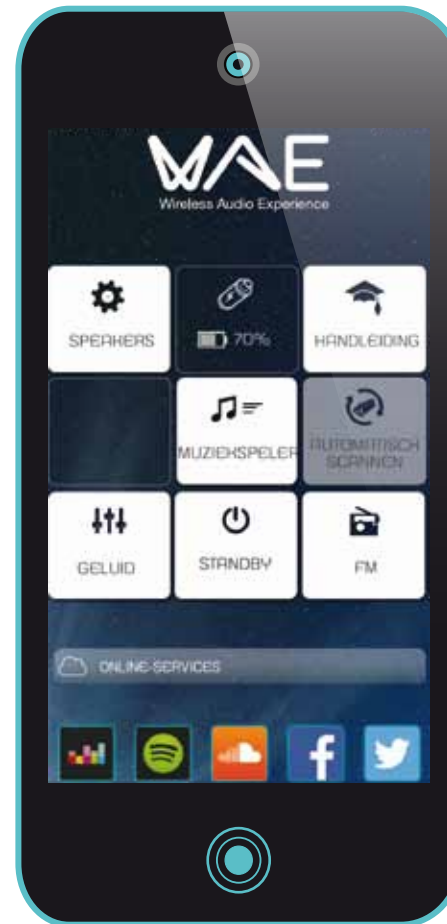 WAE
Wireless Audio Experience
SPEAKERS
70%
HANDLEIDING
MUZIEKSPELER
AUTOMATISCH
SCANNEN
GELUID
STANDBY
FM
ONLINE-SERVICES